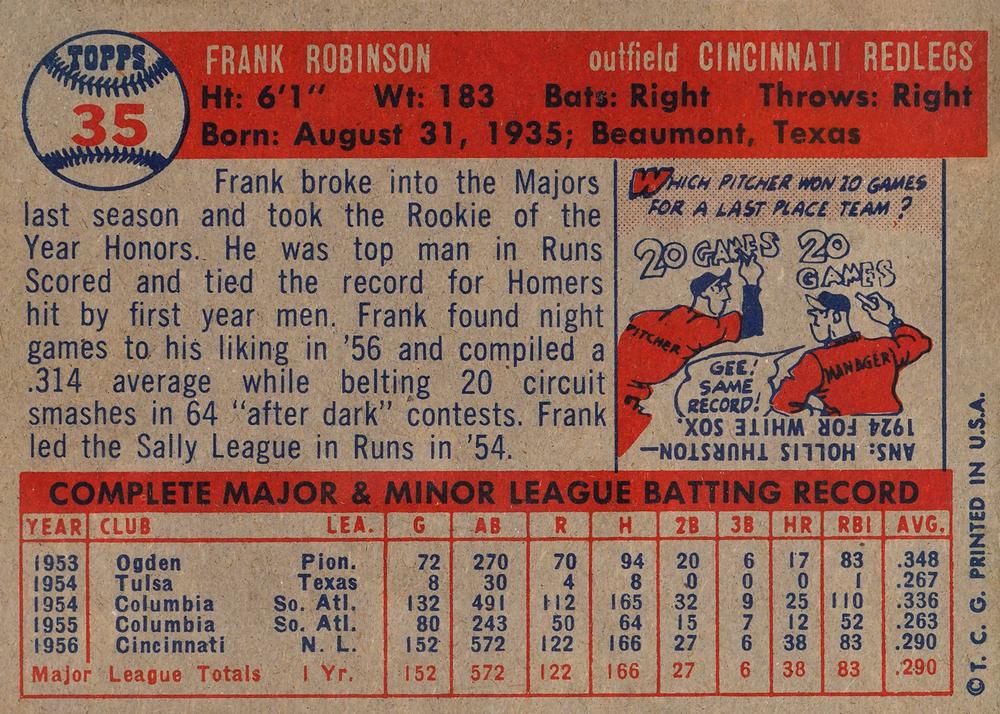 TOPPS
35
FRANK ROBINSON outfield CINCINNATI REDLEGS
Ht: 6'1" Wt: 183 Bats: Right Throws: Right
Born: August 31, 1935; Beaumont, Texas
Frank broke into the Majors
last season and took the Rookie of the
Year Honors. He was top man in Runs
Scored and tied the record for Homers
hit by first year men. Frank found night
games to his liking in '56 and compiled a
.314 average while belting 20 circuit
smashes in 64 "after dark" contests. Frank
led the Sally League in Runs in '54.
WHICH PITCHER WON 20 GAMES
FOR A LAST PLACE TEAM?
20 GAMES
20
GAMES
PITCHER
MANAGER
GEE!
SAME
RECORD!
ANS: HOLLIS THURSTON—
1924 FOR WHITE SOX.
COMPLETE MAJOR & MINOR LEAGUE BATTING RECORD
YEAR CLUB LEA. G AB R H 2B 3B HR RBI AVG.
1953 Ogden Pion. 72 270 70 94 20 6 17 83 .348
1954 Tulsa Texas 8 30 4 8 0 0 0 1 .267
1954 Columbia So. Atl. 132 491 112 165 32 9 25 110 .336
1955 Columbia So. Atl. 80 243 50 64 15 7 12 52 .263
1956 Cincinnati N. L. 152 572 122 166 27 6 38 83 .290
Major League Totals 1 Yr. 152 572 122 166 27 6 38 83 .290
© T. C. G. PRINTED IN U.S.A.